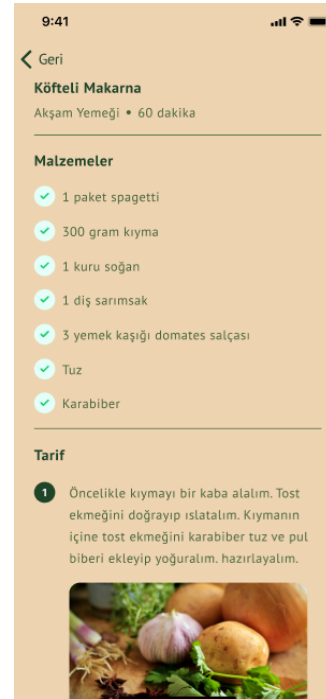 9:41
Geri
Köfteli Makarna
Akşam Yemeği • 60 dakika
Malzemeler
1 paket spagetti
300 gram kıyma
1 kuru soğan
1 diş sarımsak
3 yemek kaşığı domates salçası
Tuz
Karabiber
Tarif
1 Öncelikle kıymayı bir kaba alalım. Tost
ekmeğini doğrayıp ıslatalım. Kıymanın
içine tost ekmeğini karabiber tuz ve pul
biberi ekleyip yoğuralım. hazırlayalım.